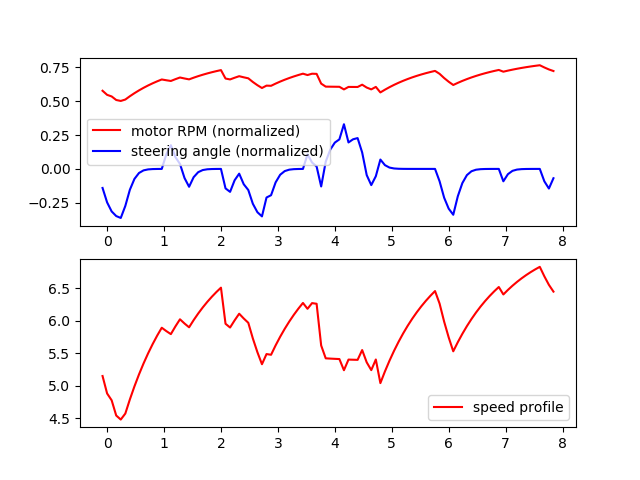 0.75
0.50
0.25
0.00
−0.25
motor RPM (normalized)
steering angle (normalized)
0 1 2 3 4 5 6 7 8
6.5
6.0
5.5
5.0
4.5
speed profile
0 1 2 3 4 5 6 7 8